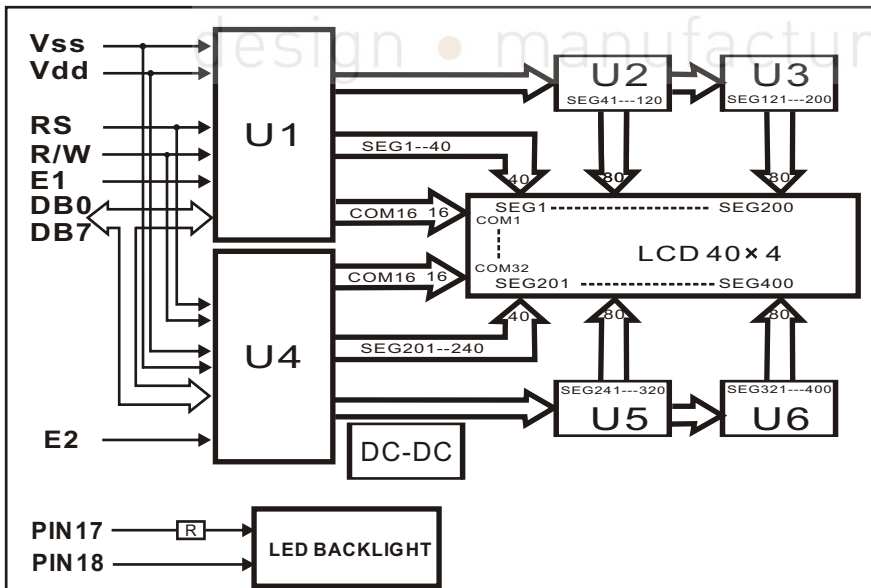 design • manufactur
Vss
Vdd
RS
R/W
E1
DB0
DB7
E2
U1
U4
U2
SEG41---120
U3
SEG121---200
SEG1--40
40
80
80
COM16 16
COM16 16
SEG1 SEG200
COM1
LCD 40×4
COM32
SEG201 SEG400
40
80
80
SEG201--240
SEG241---320
U5
SEG321---400
U6
DC-DC
PIN17 R
PIN18
LED BACKLIGHT